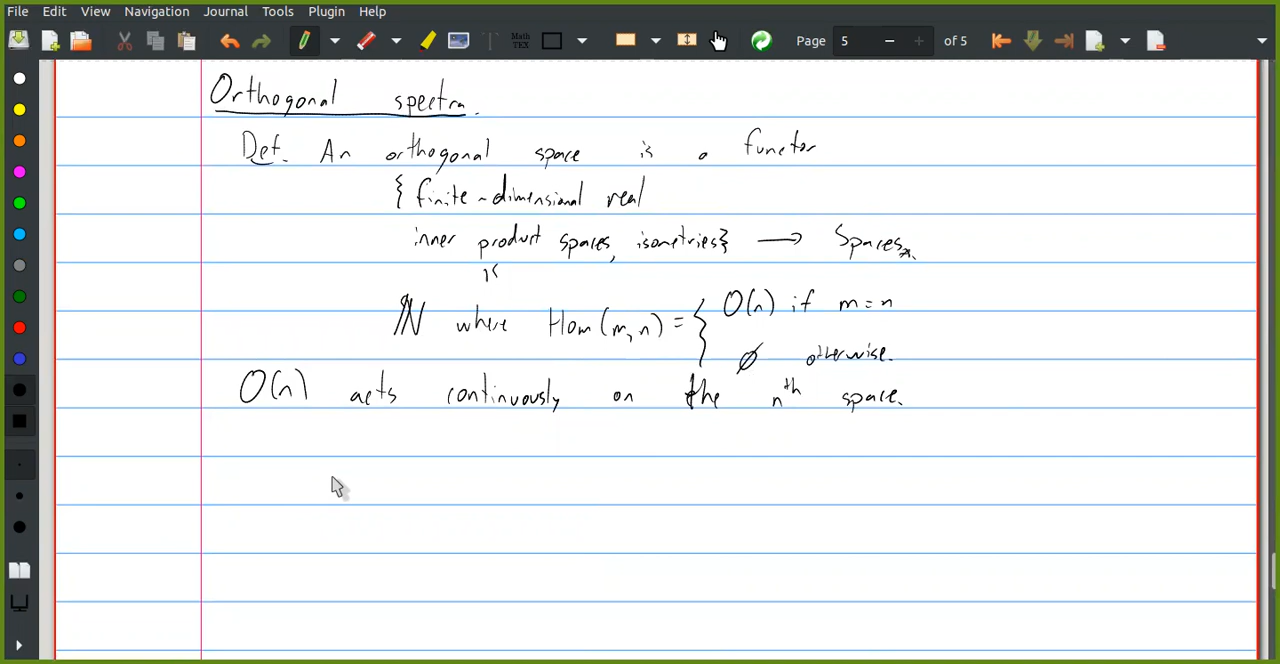 File Edit View Navigation Journal Tools Plugin Help
Math TEX Page 5 of 5
Orthogonal spectra.
Def. An orthogonal space is a functor
{ finite-dimensional real
inner product spaces, isometries} → Spaces*.
ℕ where Hom(m,n) = { O(n) if m=n
∅ otherwise.
O(n) acts continuously on the nth space.